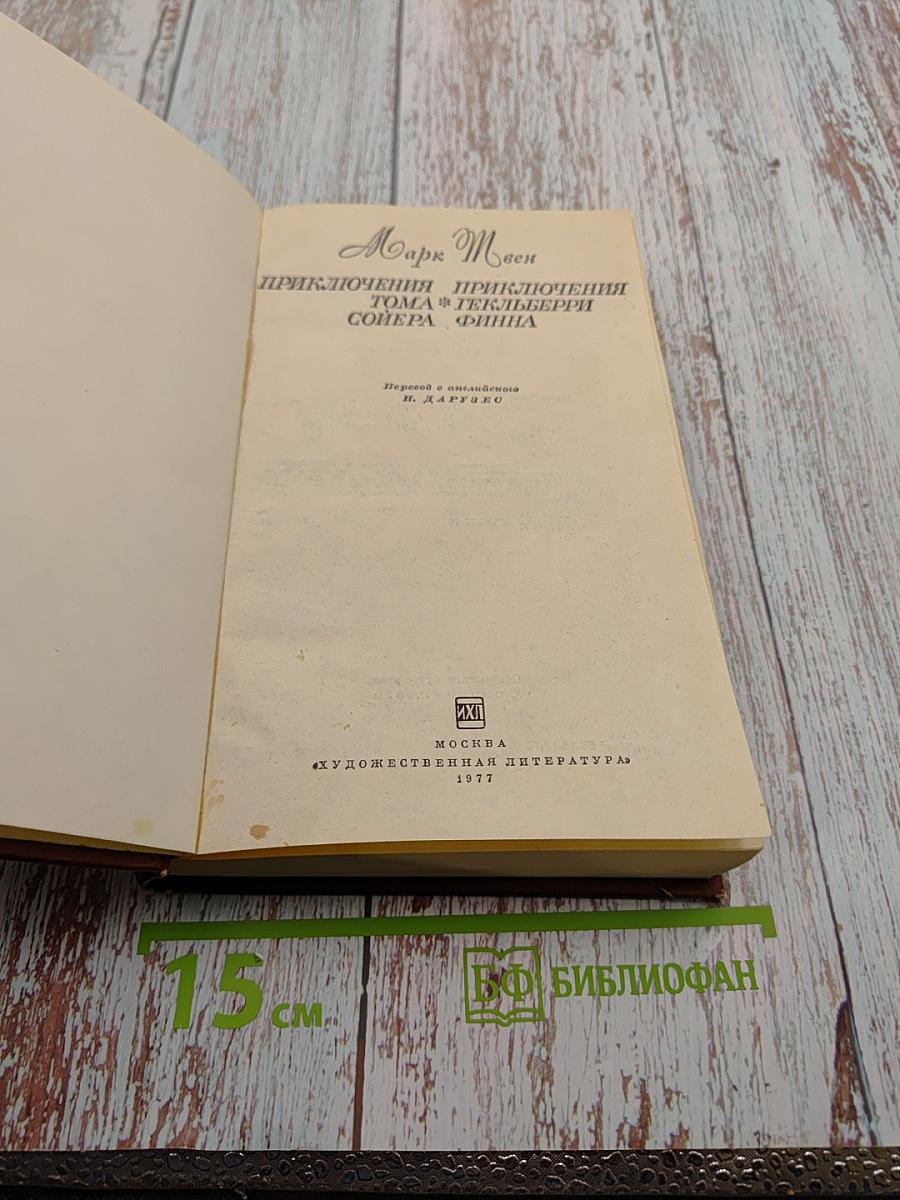 Марк Твен
ПРИКЛЮЧЕНИЯ ПРИКЛЮЧЕНИЯ
ТОМА * ГЕКЛЬБЕРРИ
СОЙЕРА ФИННА
Перевод с английского
Н. ДАРУЗЕС
ИХЛ
МОСКВА
«ХУДОЖЕСТВЕННАЯ ЛИТЕРАТУРА»
1977
15 см
БФ БИБЛИОФАН